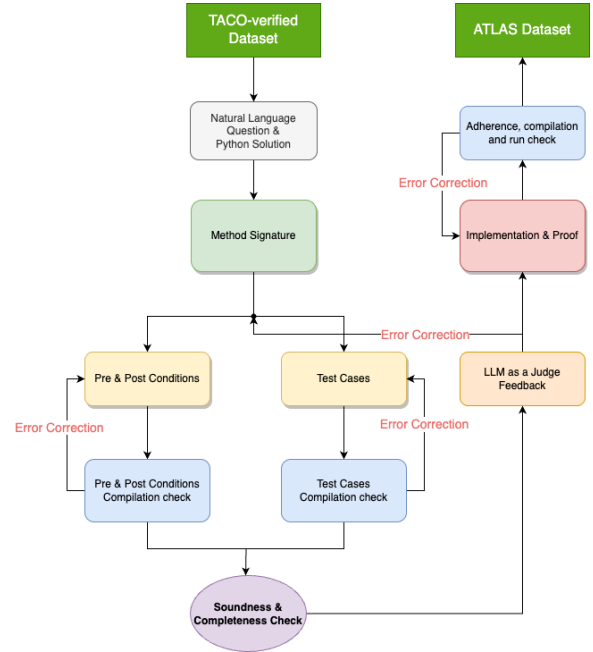 TACO-verified
Dataset
ATLAS Dataset
Natural Language
Question &
Python Solution
Adherence, compilation
and run check
Error Correction
Method Signature
Implementation & Proof
Error Correction
Pre & Post Conditions
Test Cases
LLM as a Judge
Feedback
Error Correction
Error Correction
Pre & Post Conditions
Compilation check
Test Cases
Compilation check
Soundness &
Completeness Check